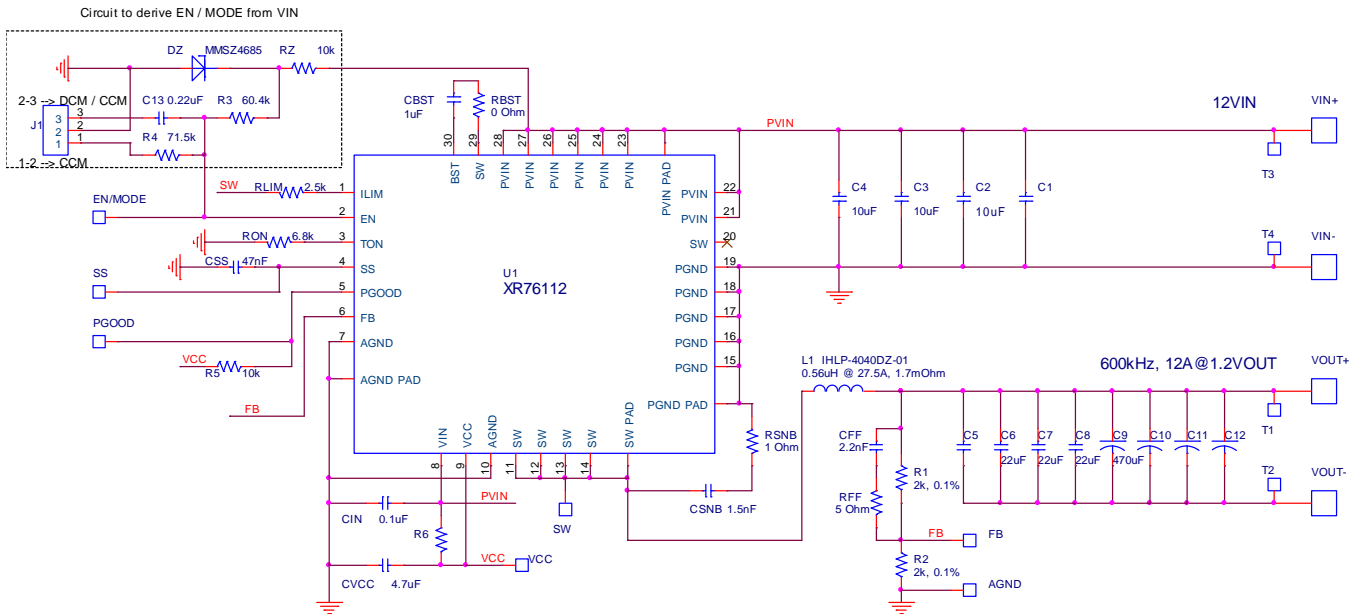 Circuit to derive EN / MODE from VIN
DZ MMSZ4685 RZ 10k
2-3 --> DCM / CCM
C13 0.22uF R3 60.4k
J1
3
2
1
R4 71.5k
1-2 --> CCM
CBST
1uF
RBST
0 Ohm
12VIN
VIN+
T3
PVIN
30 29 28 27 26 25 24 23
BST SW PVIN PVIN PVIN PVIN PVIN PVIN PVIN PAD
SW RLIM 2.5k 1 ILIM
EN/MODE
2 EN
RON 6.8k 3 TON
CSS 47nF 4 SS
SS
5 PGOOD
6 FB
PGOOD
7 AGND
VCC
R5 10k
AGND PAD
FB
U1
XR76112
PVIN 22
PVIN 21
SW 20
PGND 19
PGND 18
PGND 17
PGND 16
PGND 15
PGND PAD
C4
10uF
C3
10uF
C2
10uF
C1
T4
VIN-
VIN VCC AGND SW SW SW SW SW PAD
8 9 10 11 12 13 14
RSNB
1 Ohm
CSNB 1.5nF
PVIN
CIN 0.1uF
R6
SW
VCC VCC
CVCC 4.7uF
L1 IHLP-4040DZ-01
0.56uH @ 27.5A, 1.7mOhm
600kHz, 12A@1.2VOUT
VOUT+
T1
CFF
2.2nF
R1
2k, 0.1%
RFF
5 Ohm
C5
C6
22uF
C7
22uF
C8
22uF
C9
470uF
C10
C11
C12
T2
VOUT-
FB FB
R2
2k, 0.1%
AGND